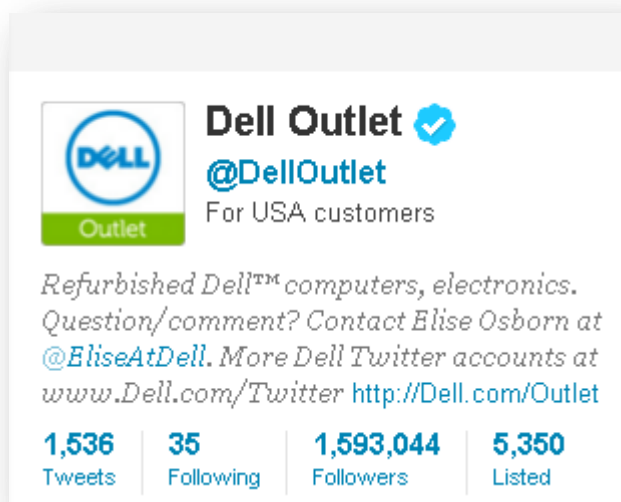 Dell Outlet
@DellOutlet
For USA customers
DELL
Outlet
Refurbished Dell™ computers, electronics.
Question/comment? Contact Elise Osborn at
@EliseAtDell. More Dell Twitter accounts at
www.Dell.com/Twitter http://Dell.com/Outlet
1,536 35 1,593,044 5,350
Tweets Following Followers Listed